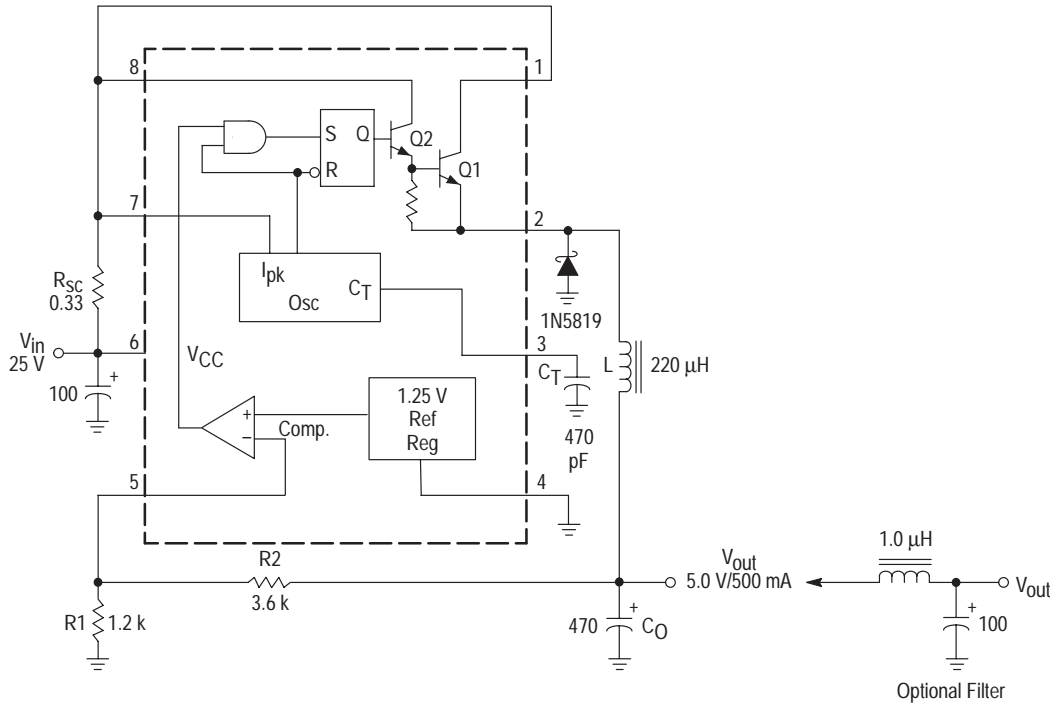 8
1
S
Q
Q2
R
Q1
7
2
Ipk
CT
Osc
RSC
0.33
1N5819
Vin
25 V
6
VCC
3
CT
L
220 µH
100
+
1.25 V
Ref
Reg
+
–
Comp.
470
pF
5
4
R2
3.6 k
R1
1.2 k
Vout
5.0 V/500 mA
470
+
CO
1.0 µH
Vout
+
100
Optional Filter